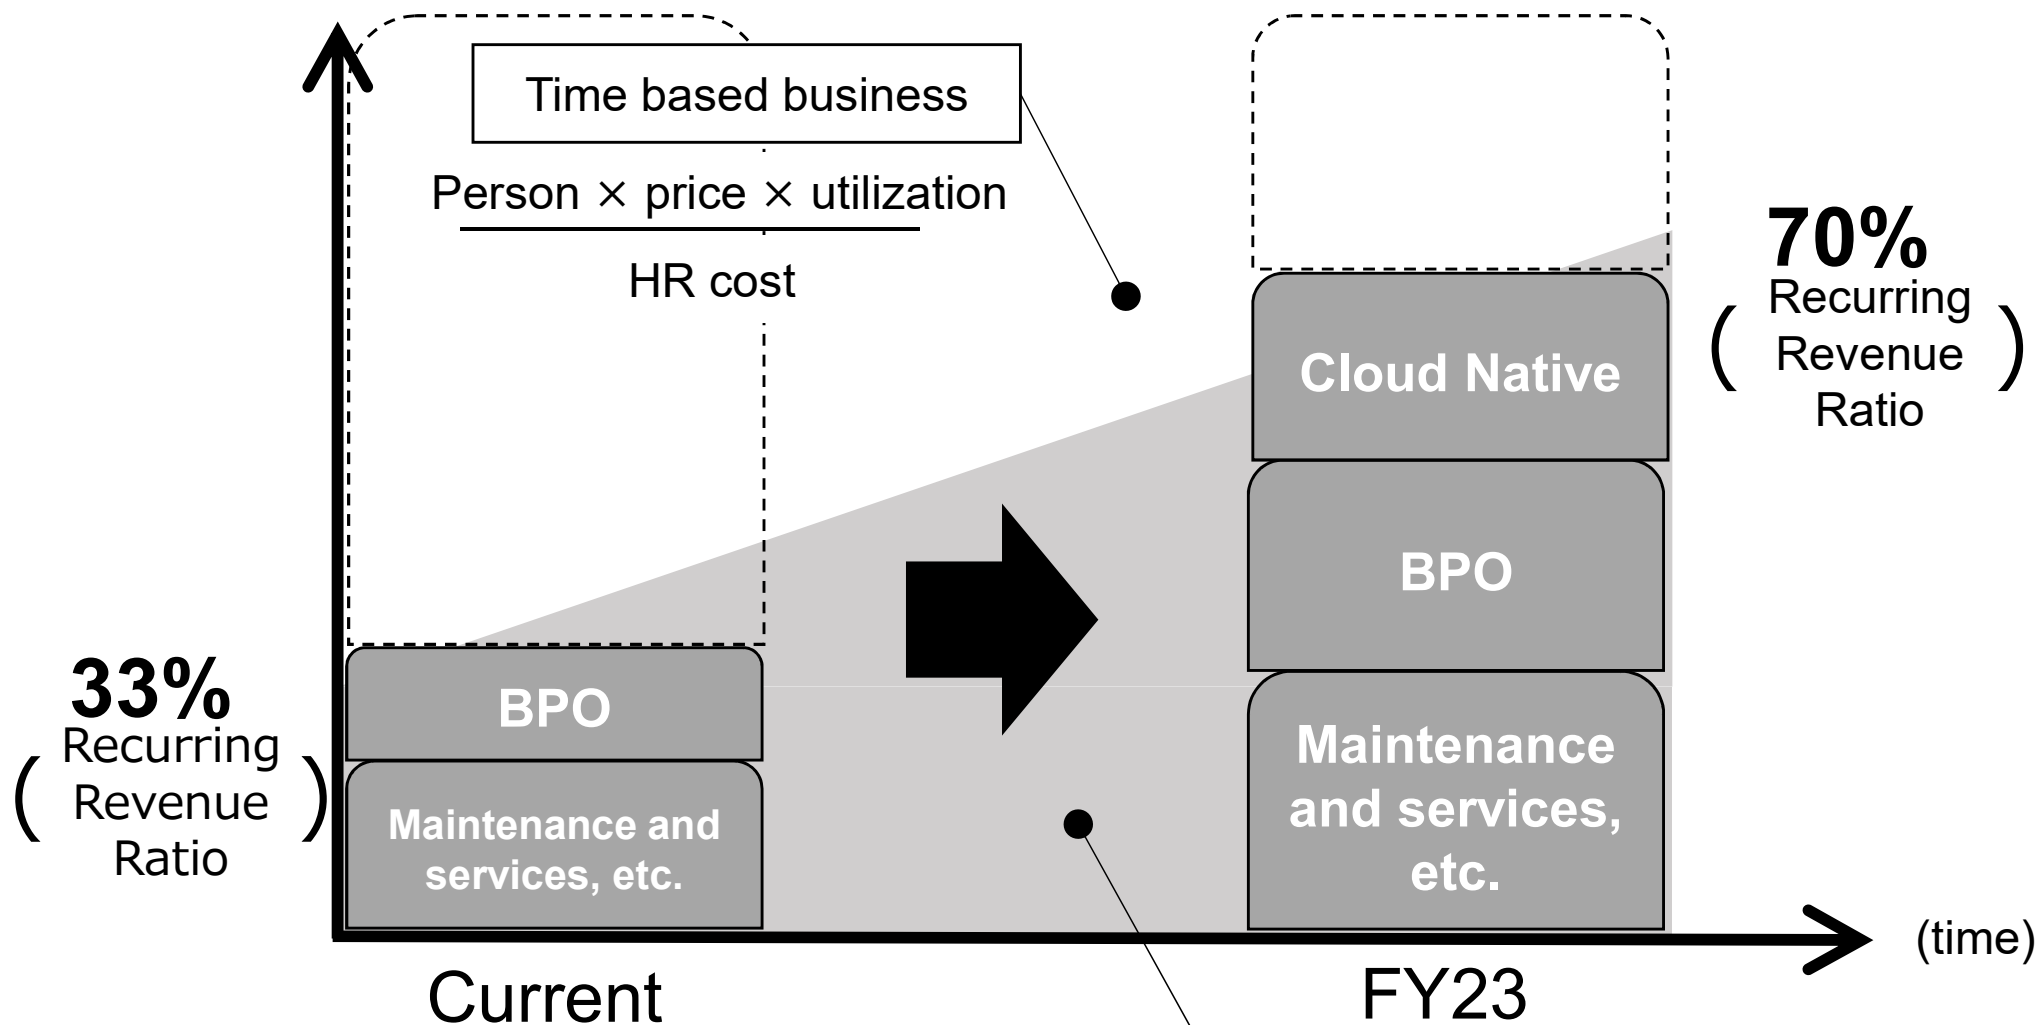 Time based business
Person × price × utilization
HR cost
70%
Recurring
( Revenue )
Ratio
Cloud Native
BPO
33%
Recurring
( Revenue )
Ratio
BPO
Maintenance and
services, etc.
Maintenance
and services,
etc.
(time)
Current
FY23